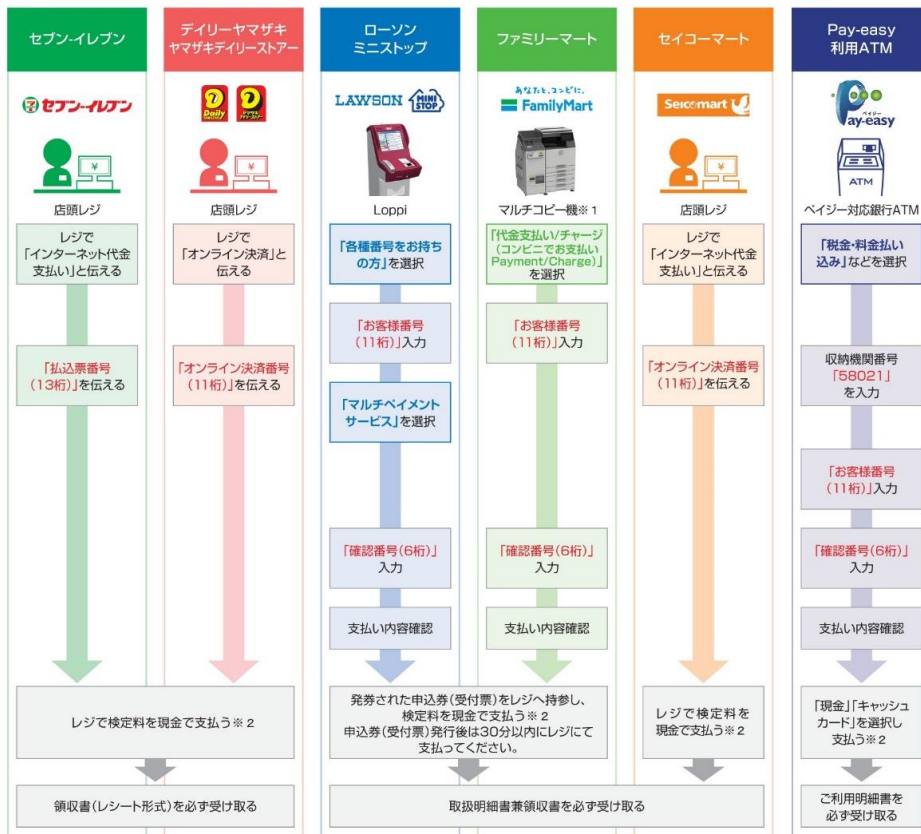 セブン-イレブン
デイリーヤマザキ
ヤマザキデイリーストアー
ローソン
ミニストップ
ファミリーマート
セイコーマート
Pay-easy
利用ATM
セブン-イレブン
Daily
LAWSON
MINI
STOP
あなたと、コンビに、
FamilyMart
Seicomart
ペイジー
Pay-easy
¥
¥
¥
ATM
店頭レジ
店頭レジ
Loppi
マルチコピー機※1
店頭レジ
ペイジー対応銀行ATM
レジで
「インターネット代金
支払い」と伝える
レジで
「オンライン決済」と
伝える
「各種番号をお持ち
の方」を選択
「代金支払い/チャージ
(コンビニでお支払い
Payment/Charge)」
を選択
レジで
「インターネット代金
支払い」と伝える
「税金・料金払い
込み」などを選択
「払込票番号
(13桁)」を伝える
「オンライン決済番号
(11桁)」を伝える
「お客様番号
(11桁)」入力
「マルチペイメント
サービス」を選択
「お客様番号
(11桁)」入力
「オンライン決済番号
(11桁)」を伝える
収納機関番号
「58021」
を入力
「お客様番号
(11桁)」入力
「確認番号(6桁)」
入力
「確認番号(6桁)」
入力
「確認番号(6桁)」
入力
支払い内容確認
支払い内容確認
支払い内容確認
レジで検定料を現金で支払う※2
発券された申込券(受付票)をレジへ持参し、
検定料を現金で支払う※2
申込券(受付票)発行後は30分以内にレジにて
支払ってください。
レジで検定料を
現金で支払う※2
「現金」「キャッシュ
カード」を選択し
支払う※2
領収書(レシート形式)を必ず受け取る
取扱明細書兼領収書を必ず受け取る
ご利用明細書を
必ず受け取る